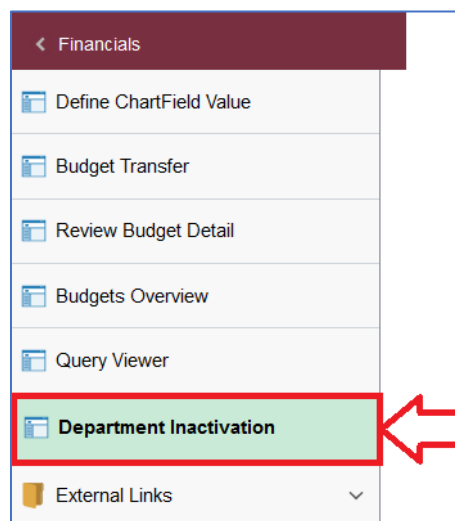 Financials
Define ChartField Value
Budget Transfer
Review Budget Detail
Budgets Overview
Query Viewer
Department Inactivation
External Links